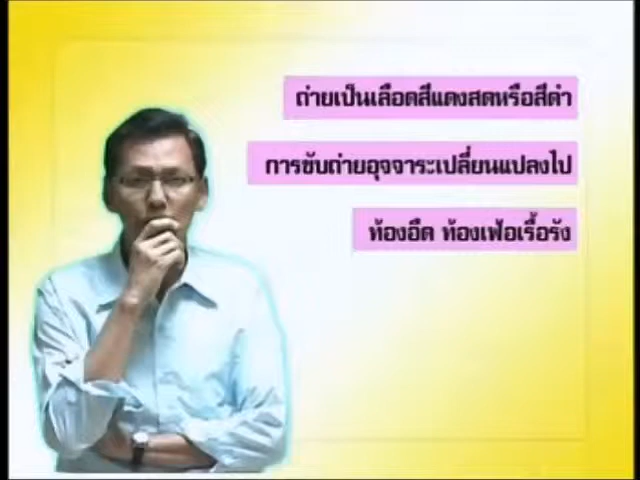 ถ่ายเป็นเลือดสีแดงสดหรือสีดำ
การขับถ่ายอุจจาระเปลี่ยนแปลงไป
ท้องอืด ท้องเฟ้อเรื้อรัง